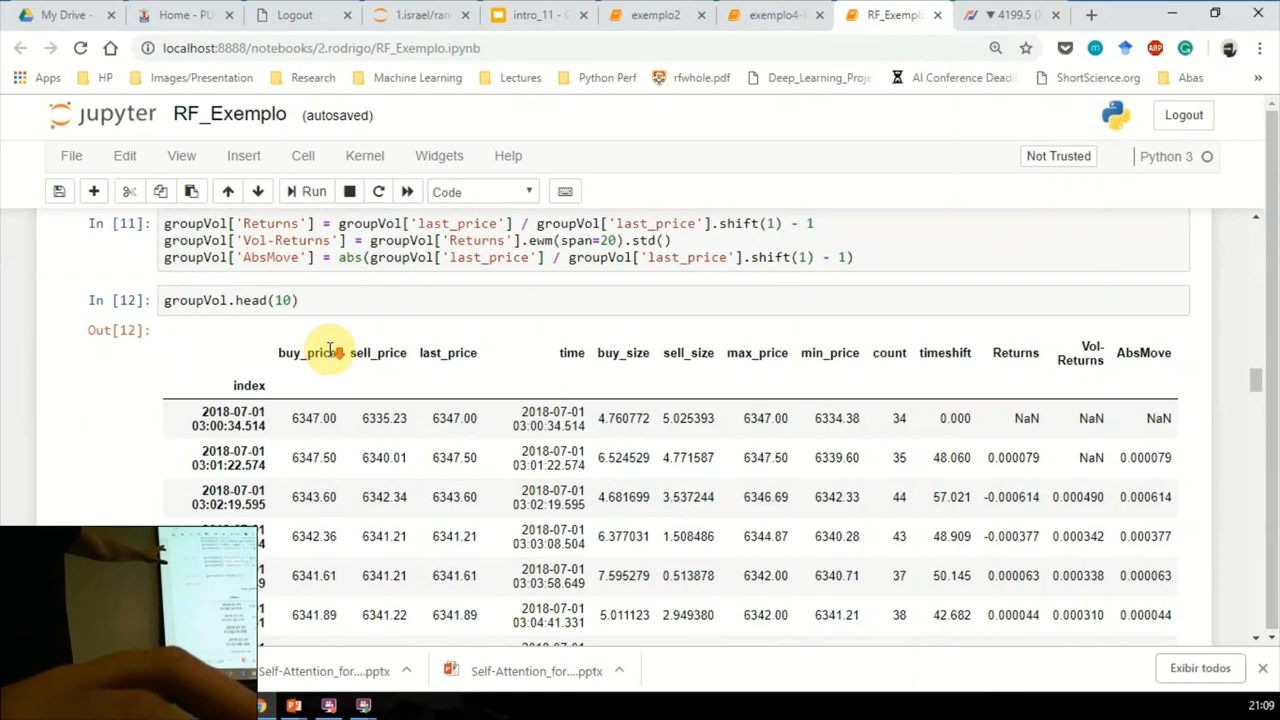 My Drive - Home - PU Logout 1.israel/ran intro_11 - G exemplo2 exemplo4- RF_Exemplo ▼ 4199.5 (
localhost:8888/notebooks/2.rodrigo/RF_Exemplo.ipynb
Apps HP Images/Presentation Research Machine Learning Lectures Python Perf rfwhole.pdf Deep_Learning_Proje AI Conference Deadli ShortScience.org Abas »
jupyter RF_Exemplo (autosaved) Logout
File Edit View Insert Cell Kernel Widgets Help Not Trusted Python 3
Run Code
In [11]: groupVol['Returns'] = groupVol['last_price'] / groupVol['last_price'].shift(1) - 1
groupVol['Vol-Returns'] = groupVol['Returns'].ewm(span=20).std()
groupVol['AbsMove'] = abs(groupVol['last_price'] / groupVol['last_price'].shift(1) - 1)
In [12]: groupVol.head(10)
Out[12]:
buy_price sell_price last_price time buy_size sell_size max_price min_price count timeshift Returns Vol-Returns AbsMove
index
2018-07-01 03:00:34.514 6347.00 6335.23 6347.00 2018-07-01 03:00:34.514 4.760772 5.025393 6347.00 6334.38 34 0.000 NaN NaN NaN
2018-07-01 03:01:22.574 6347.50 6340.01 6347.50 2018-07-01 03:01:22.574 6.524529 4.771587 6347.50 6339.60 35 48.060 0.000079 NaN 0.000079
2018-07-01 03:02:19.595 6343.60 6342.34 6343.60 2018-07-01 03:02:19.595 4.681699 3.537244 6346.69 6342.33 44 57.021 -0.000614 0.000490 0.000614
6342.36 6341.21 6341.21 2018-07-01 03:03:08.504 6.377031 1.508486 6344.87 6340.28 43 48.909 -0.000377 0.000342 0.000377
6341.61 6341.21 6341.61 2018-07-01 03:03:58.649 7.595279 0.513878 6342.00 6340.71 37 50.145 0.000063 0.000338 0.000063
6341.89 6341.22 6341.89 2018-07-01 03:04:41.331 5.011123 2.949380 6342.00 6341.21 38 42.682 0.000044 0.000310 0.000044
Self-Attention_for....pptx Self-Attention_for....pptx Exibir todos
21:09